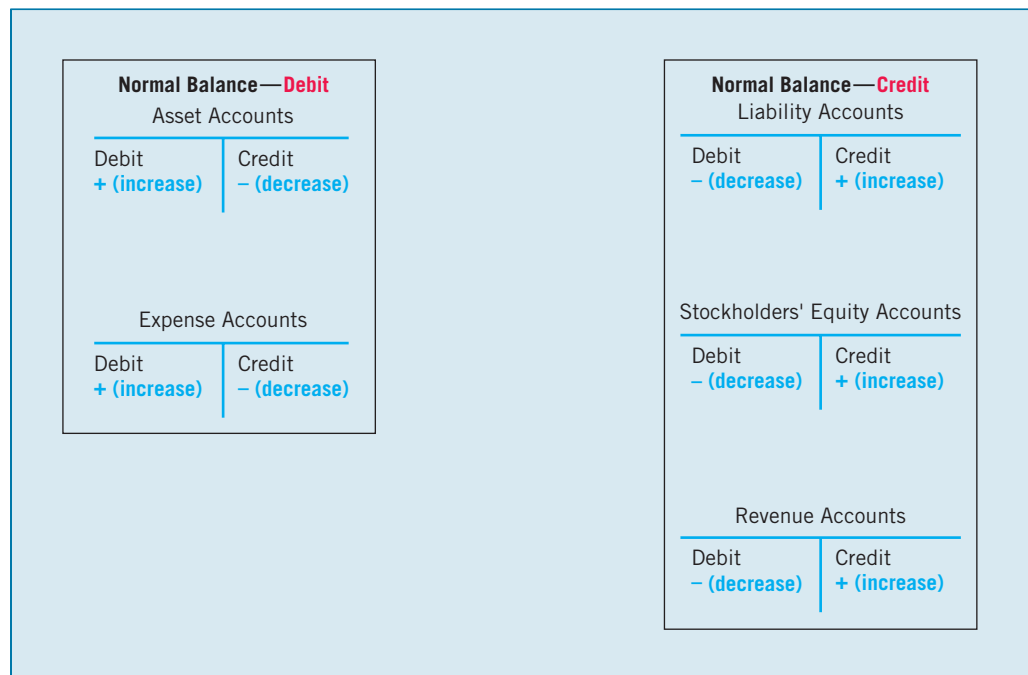 Normal Balance—Debit
Asset Accounts
Debit Credit
+ (increase) – (decrease)
Expense Accounts
Debit Credit
+ (increase) – (decrease)
Normal Balance—Credit
Liability Accounts
Debit Credit
– (decrease) + (increase)
Stockholders' Equity Accounts
Debit Credit
– (decrease) + (increase)
Revenue Accounts
Debit Credit
– (decrease) + (increase)